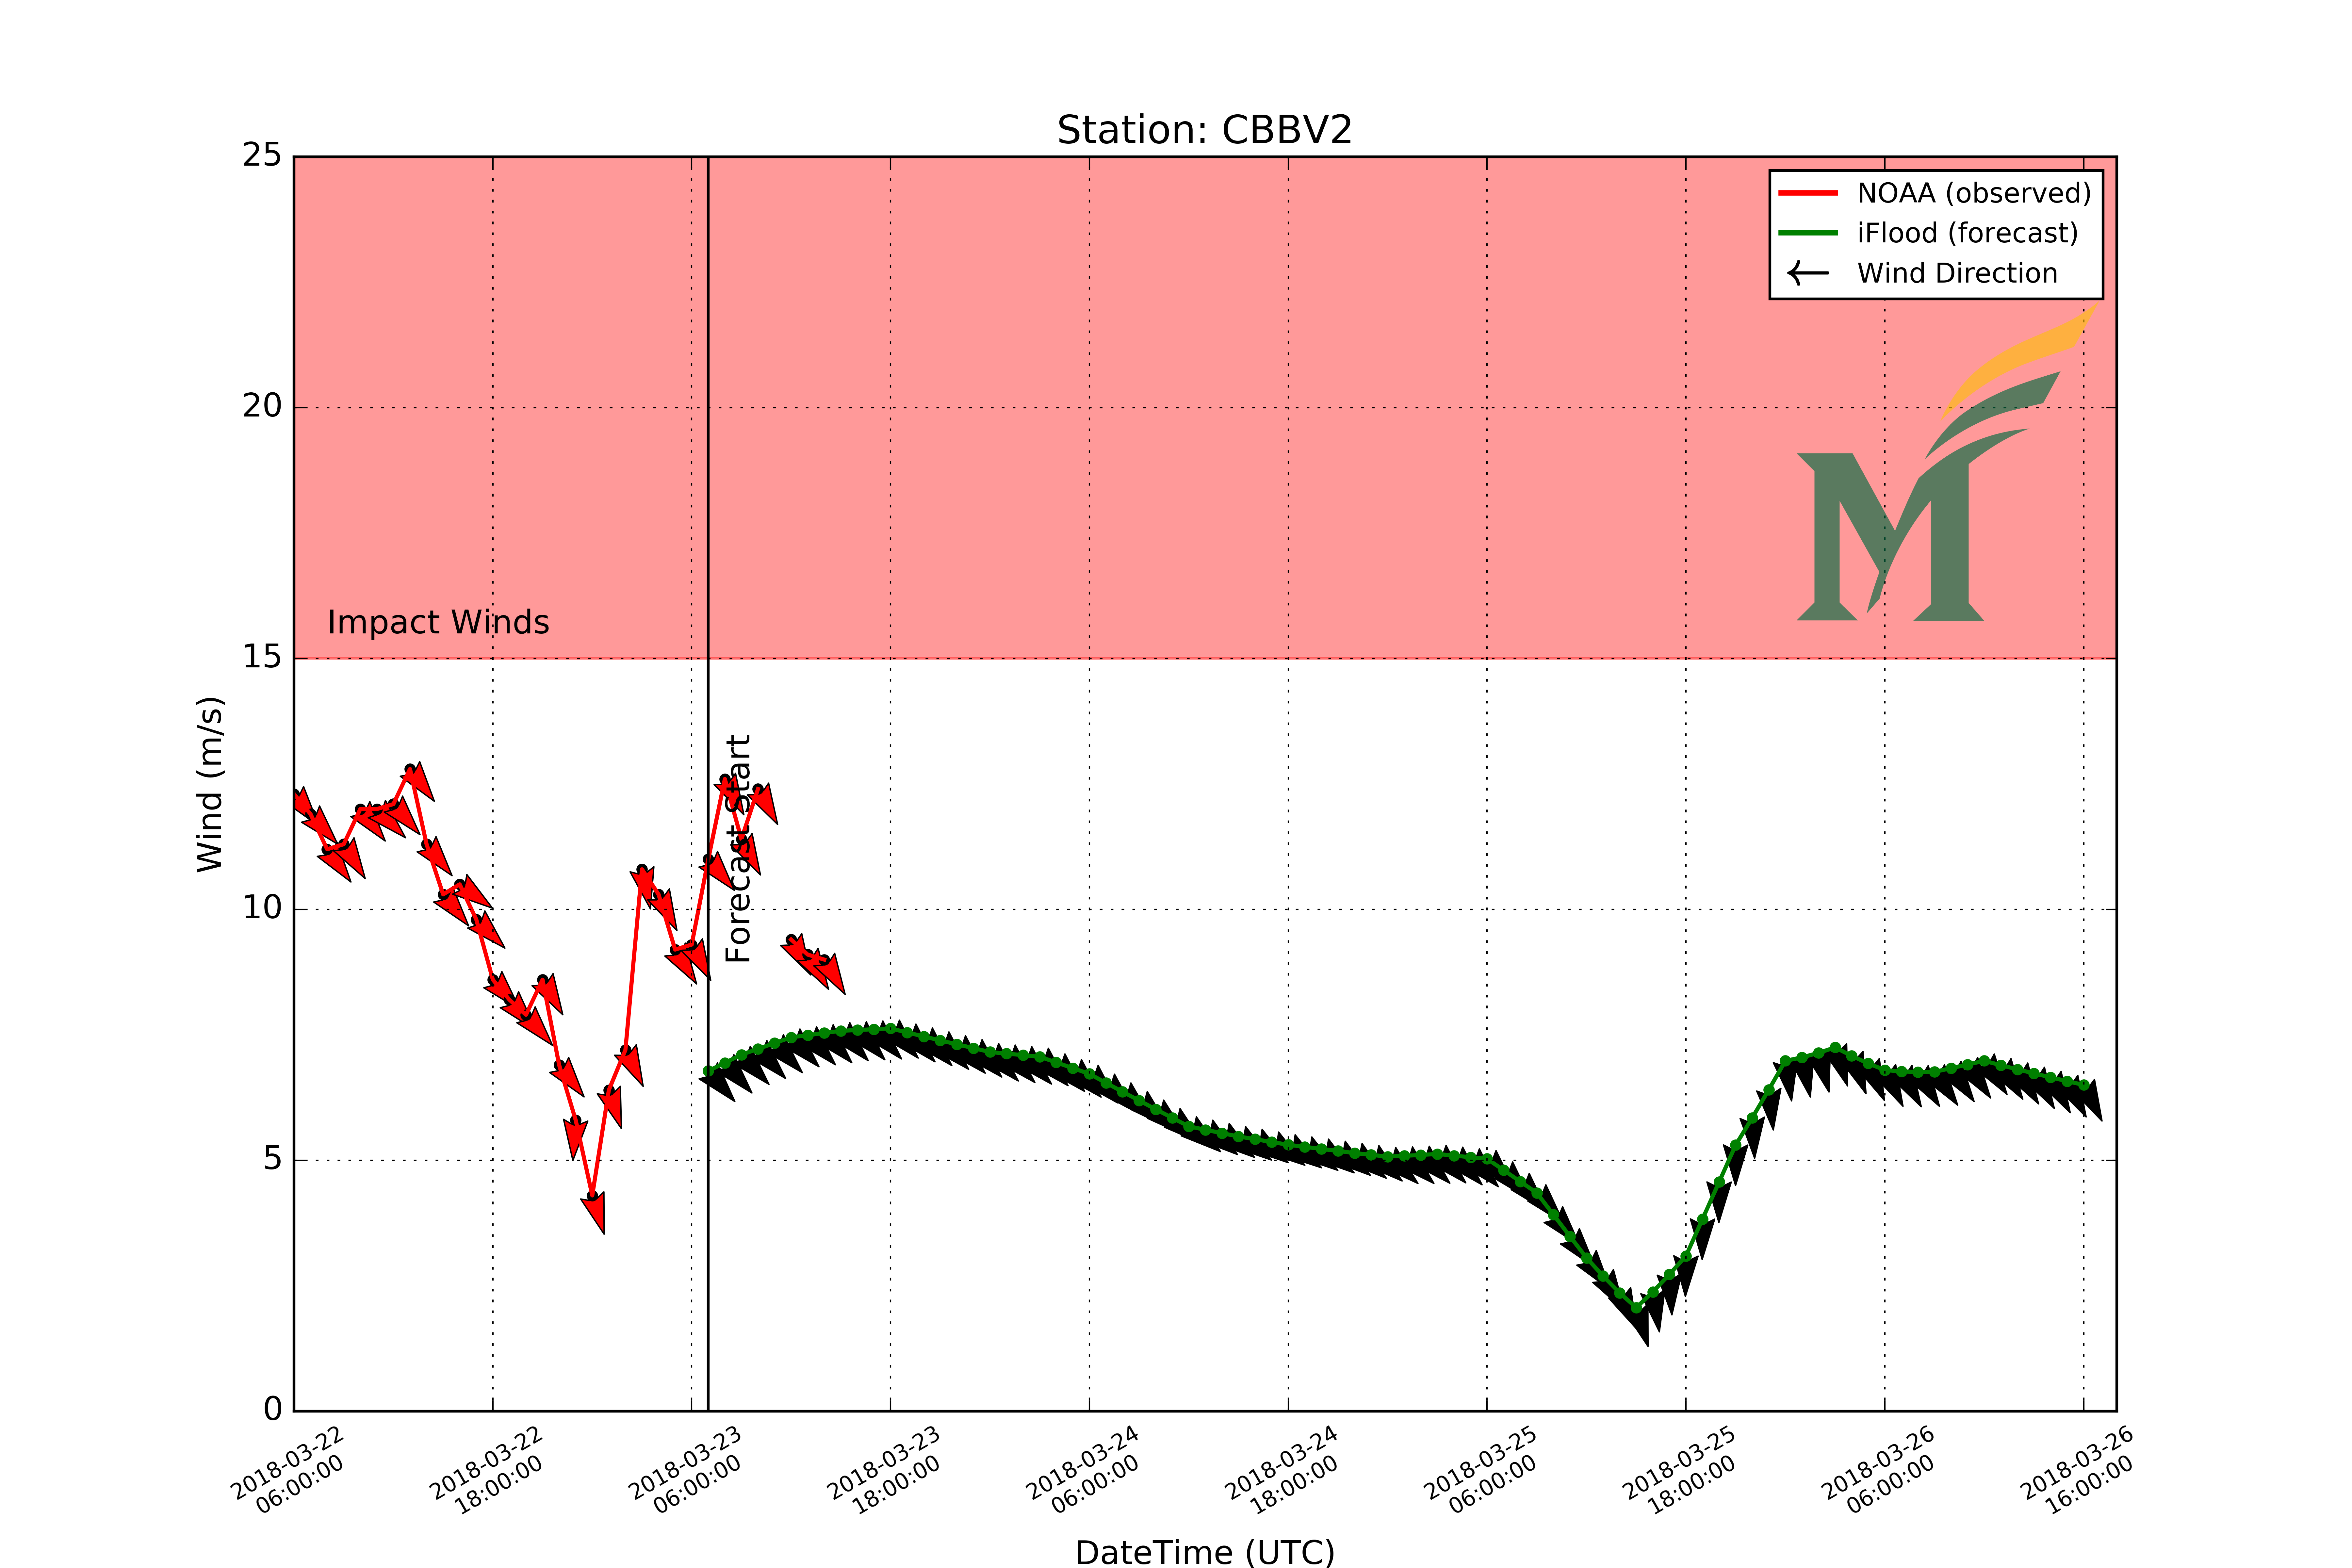 Station: CBBV2
25
20
15
10
5
0
Wind (m/s)
NOAA (observed)
iFlood (forecast)
Wind Direction
Impact Winds
Forecast Start
2018-03-22
06:00:00
2018-03-22
18:00:00
2018-03-23
06:00:00
2018-03-23
18:00:00
2018-03-24
06:00:00
2018-03-24
18:00:00
2018-03-25
06:00:00
2018-03-25
18:00:00
2018-03-26
06:00:00
2018-03-26
16:00:00
DateTime (UTC)
M